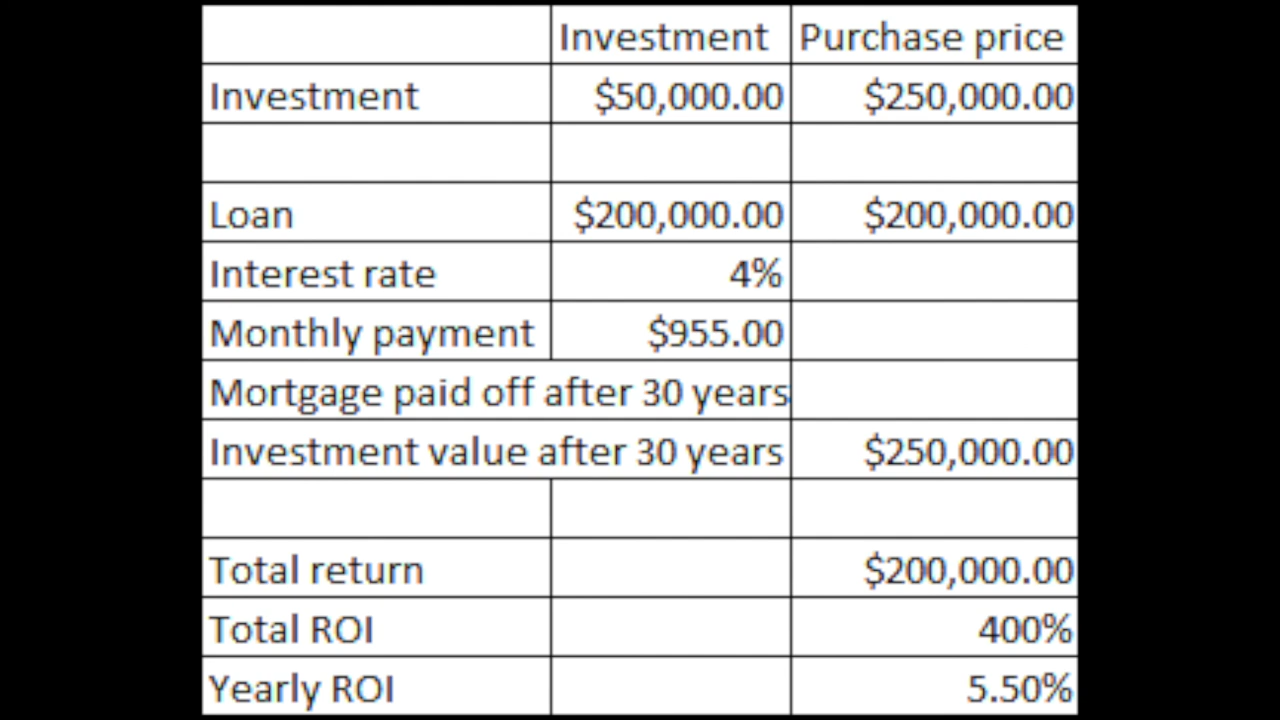 Investment Purchase price
Investment $50,000.00 $250,000.00
Loan $200,000.00 $200,000.00
Interest rate 4%
Monthly payment $955.00
Mortgage paid off after 30 years
Investment value after 30 years $250,000.00
Total return $200,000.00
Total ROI 400%
Yearly ROI 5.50%